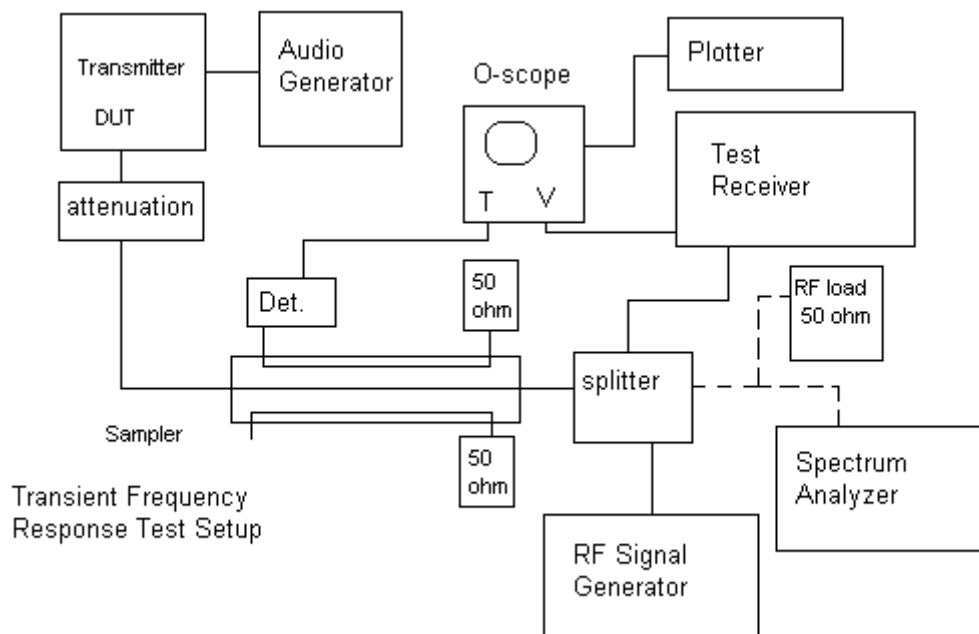 Transmitter
DUT
Audio
Generator
O-scope
T V
Plotter
Test
Receiver
attenuation
Det.
50
ohm
RF load
50 ohm
splitter
Sampler
50
ohm
Spectrum
Analyzer
Transient Frequency
Response Test Setup
RF Signal
Generator